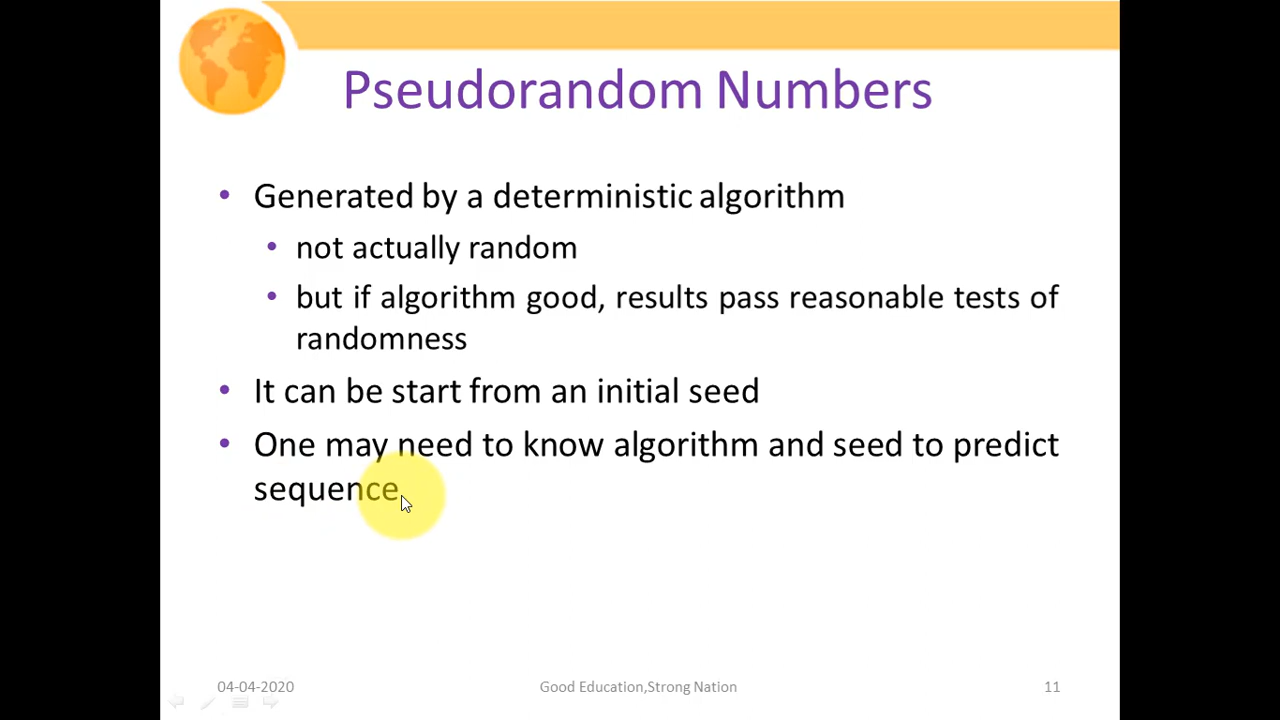 Pseudorandom Numbers
• Generated by a deterministic algorithm
• not actually random
• but if algorithm good, results pass reasonable tests of
randomness
• It can be start from an initial seed
• One may need to know algorithm and seed to predict
sequence
04-04-2020 Good Education,Strong Nation 11